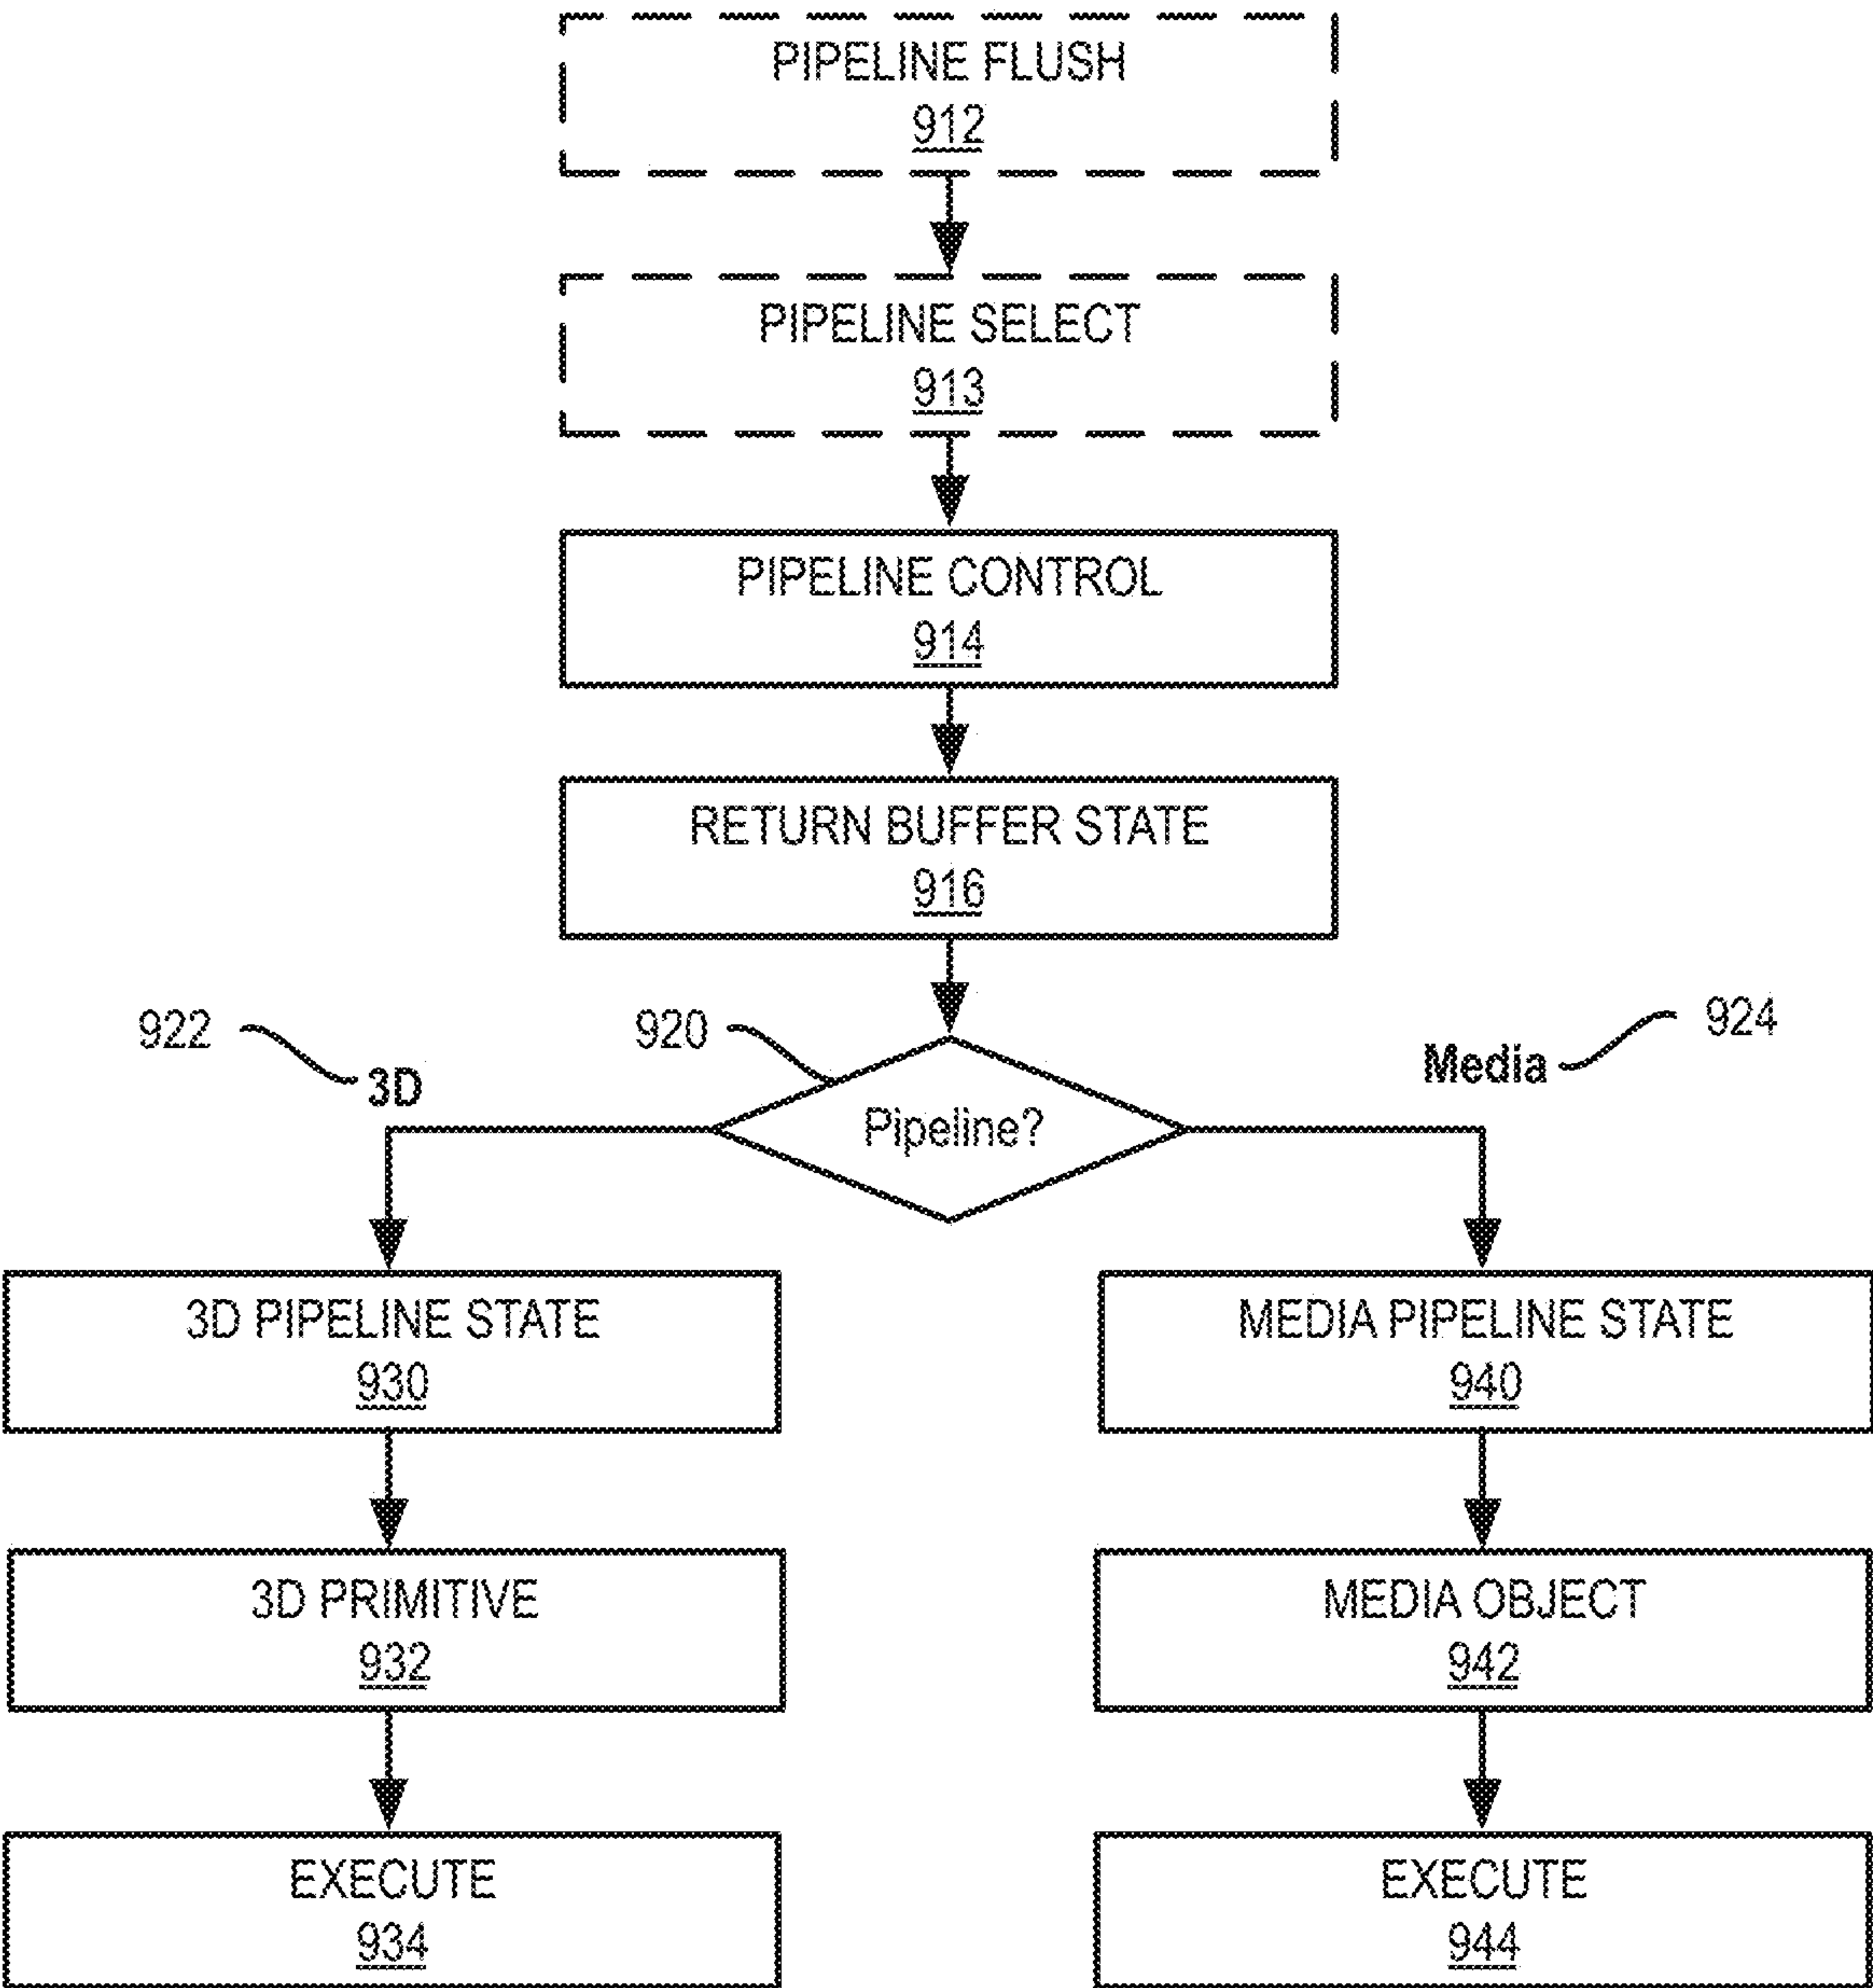 PIPELINE FLUSH
912
PIPELINE SELECT
913
PIPELINE CONTROL
914
RETURN BUFFER STATE
916
922
3D
920
Media
924
Pipeline?
3D PIPELINE STATE
930
MEDIA PIPELINE STATE
940
3D PRIMITIVE
932
MEDIA OBJECT
942
EXECUTE
934
EXECUTE
944